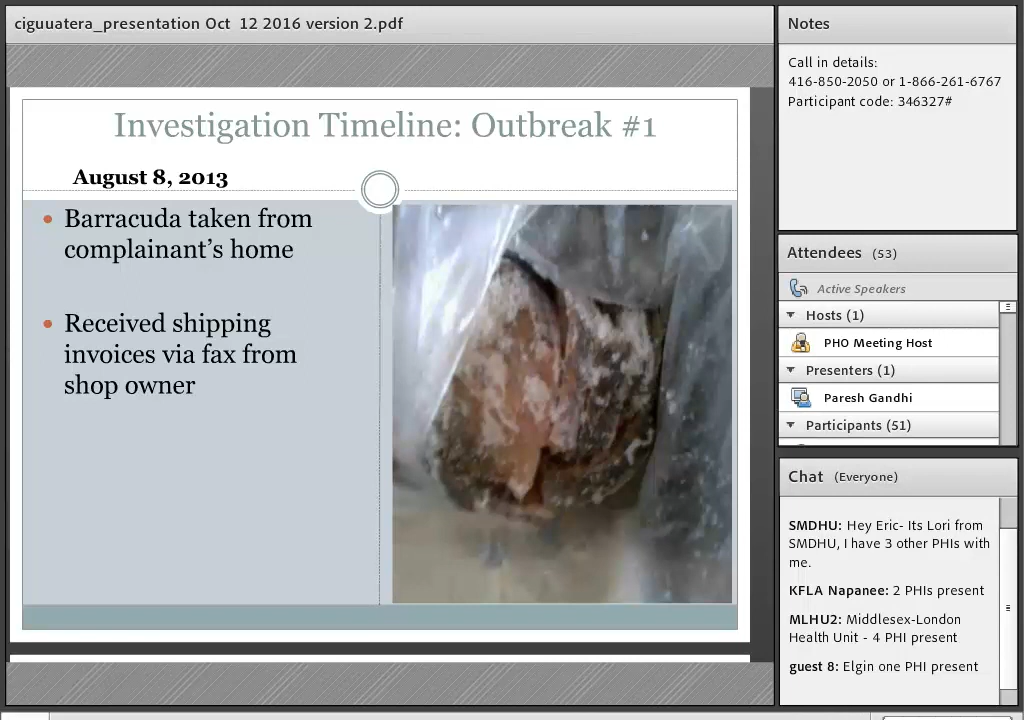 ciguuatera_presentation Oct  12 2016 version 2.pdf
Investigation Timeline: Outbreak #1
August 8, 2013
Barracuda taken from
complainant's home
Received shipping
invoices via fax from
shop owner
Notes
Call in details:
416-850-2050 or 1-866-261-6767
Participant code: 346327#
Attendees (53)
Active Speakers
Hosts (1)
PHO Meeting Host
Presenters (1)
Paresh Gandhi
Participants (51)
Chat (Everyone)
SMDHU: Hey Eric- Its Lori from
SMDHU, I have 3 other PHIs with
me.
KFLA Napanee: 2 PHIs present
MLHU2: Middlesex-London
Health Unit - 4 PHI present
guest 8: Elgin one PHI present